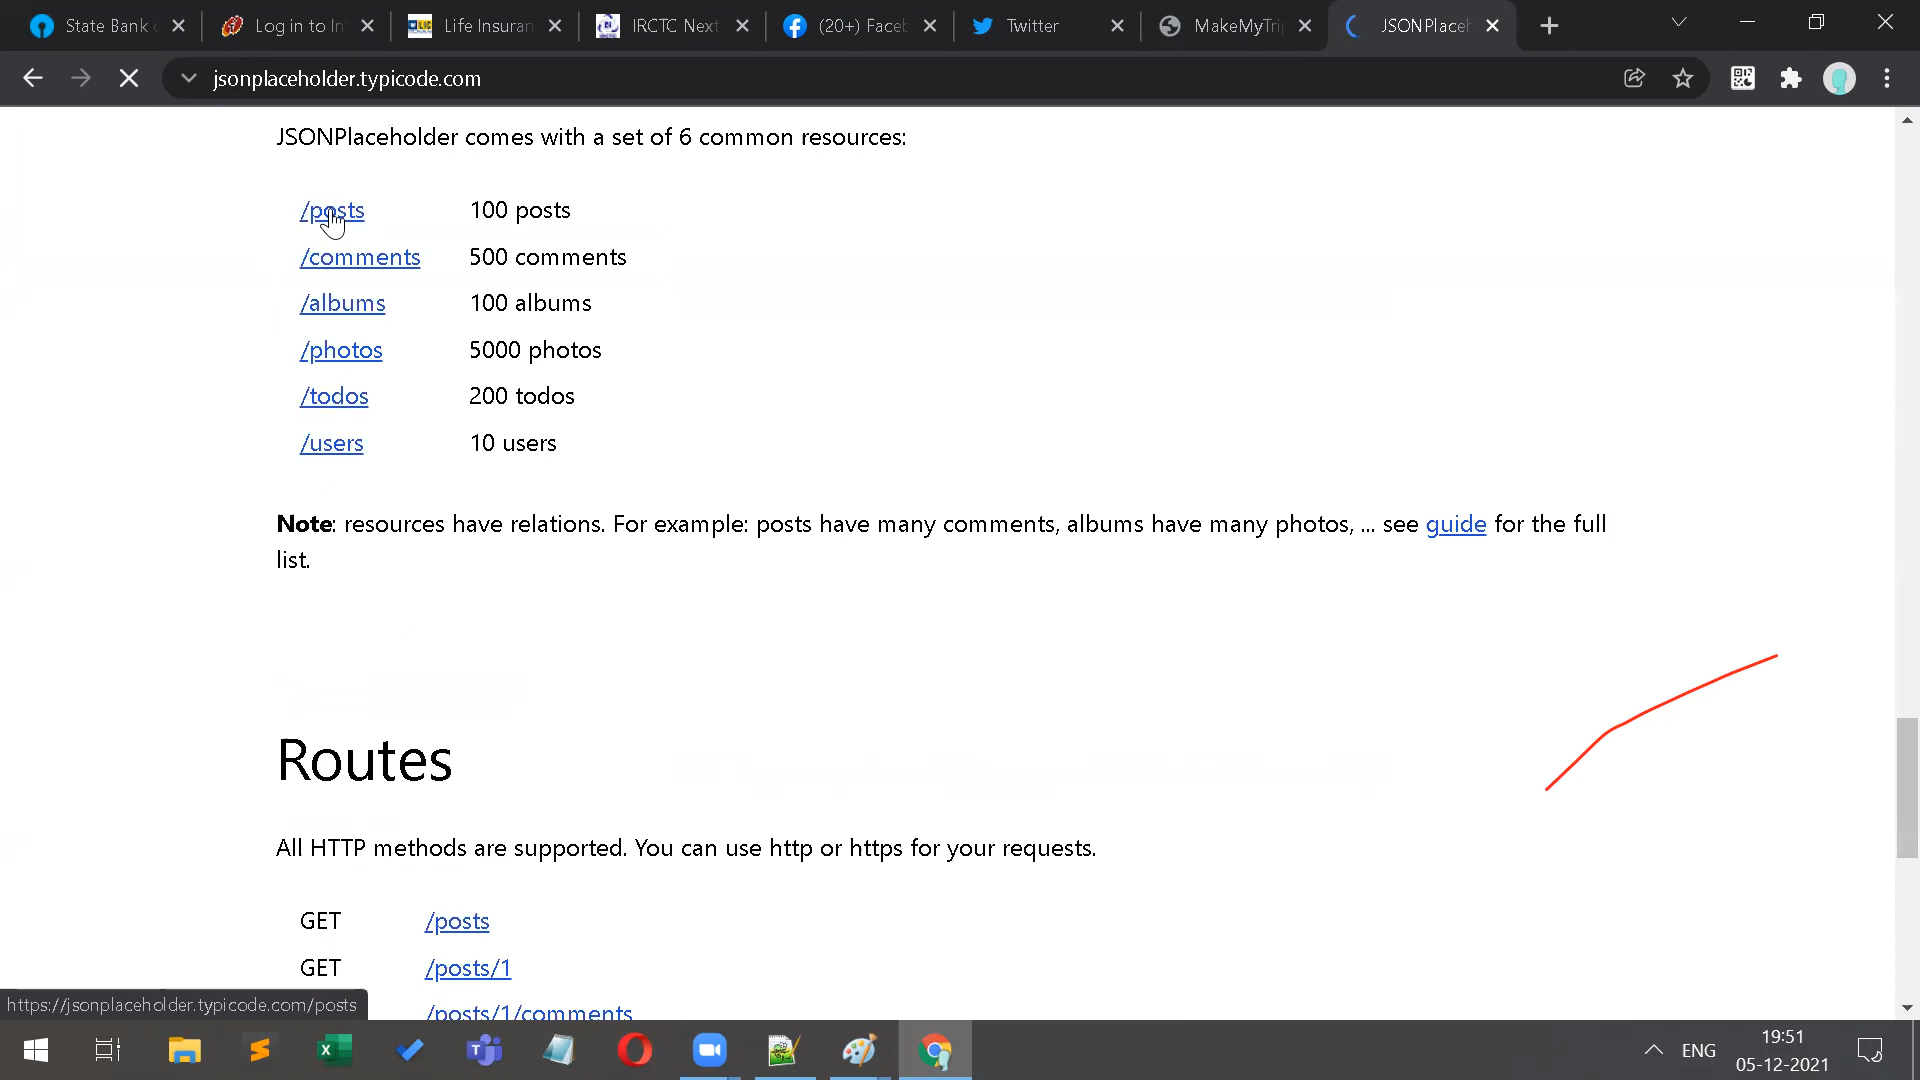 State Bank
Log in to In
Life Insuran
IRCTC Next
(20+) Faceb
Twitter
MakeMyTrip
JSONPlaceh
jsonplaceholder.typicode.com
JSONPlaceholder comes with a set of 6 common resources:
/posts 100 posts
/comments 500 comments
/albums 100 albums
/photos 5000 photos
/todos 200 todos
/users 10 users
Note: resources have relations. For example: posts have many comments, albums have many photos, ... see guide for the full
list.
Routes
All HTTP methods are supported. You can use http or https for your requests.
GET /posts
GET /posts/1
/posts/1/comments
https://jsonplaceholder.typicode.com/posts
ENG
19:51
05-12-2021